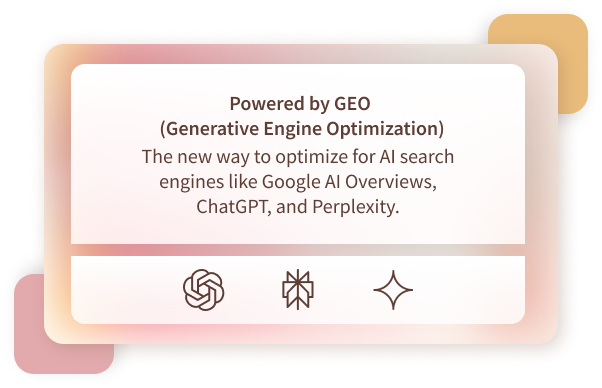 Powered by GEO
(Generative Engine Optimization)
The new way to optimize for AI search
engines like Google AI Overviews,
ChatGPT, and Perplexity.